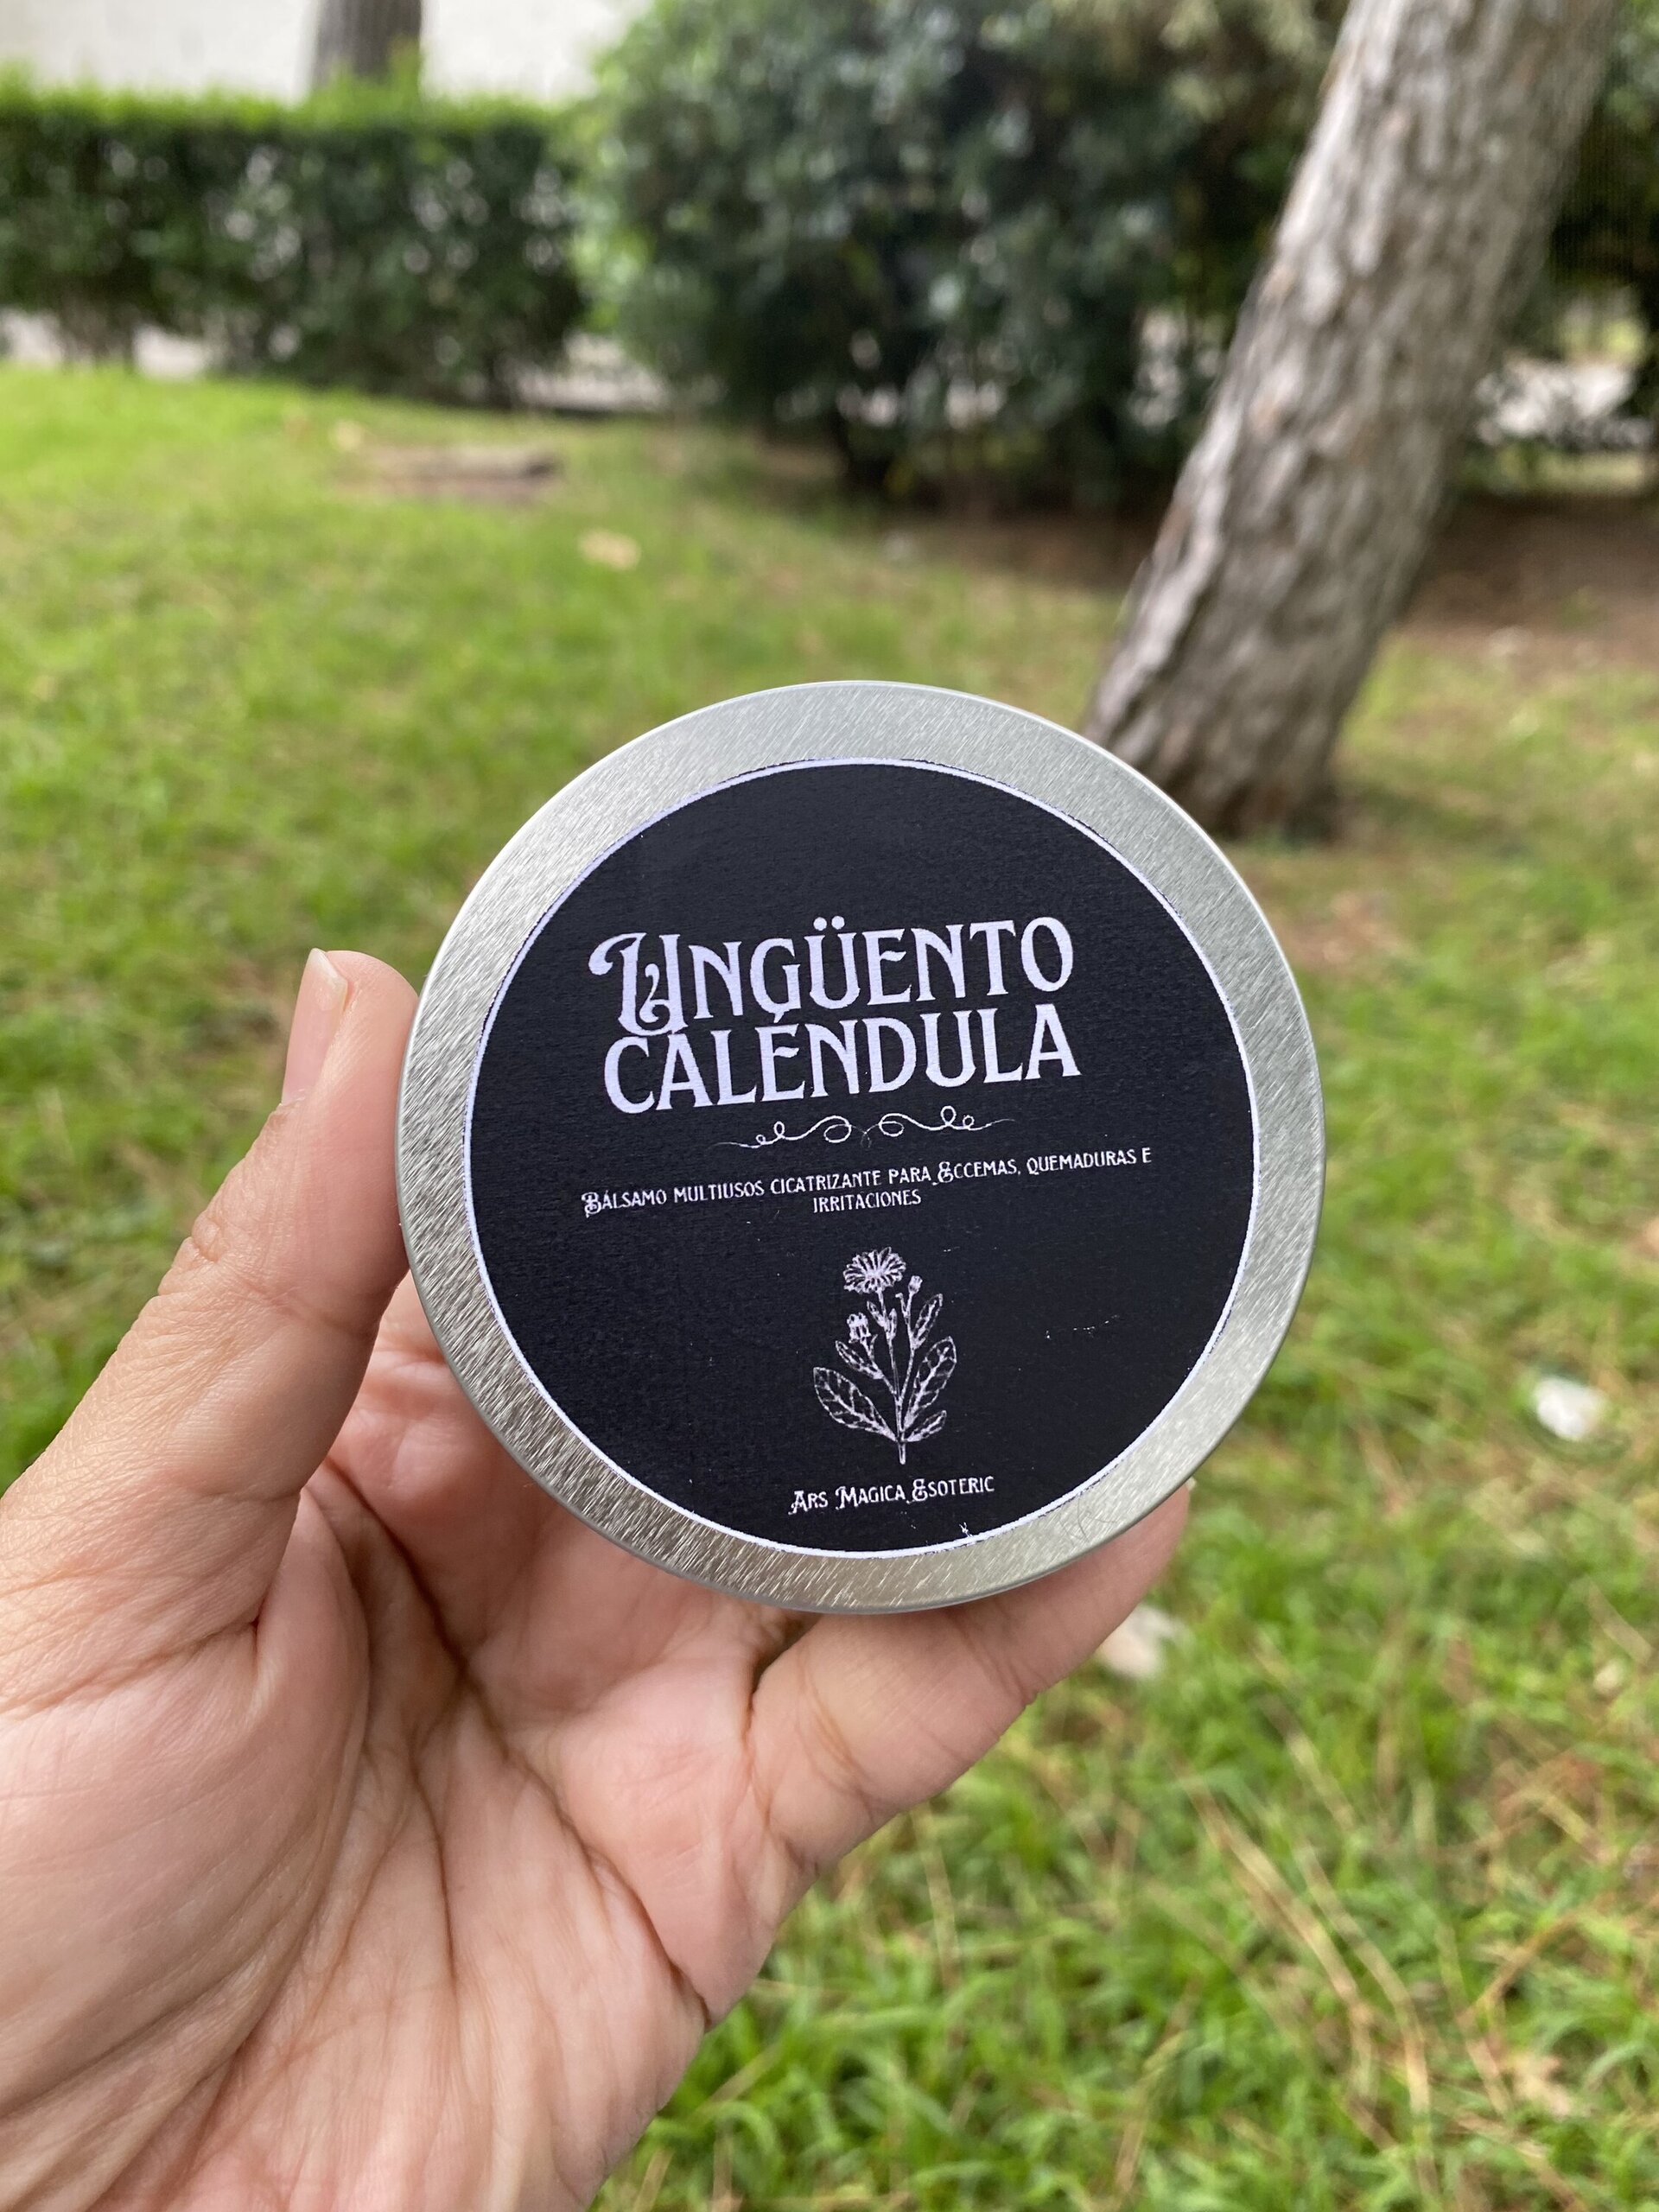 Ungüento
Caléndula
Bálsamo multiusos cicatrizante para Eccemas, quemaduras e
irritaciones
Ars Magica Esoteric